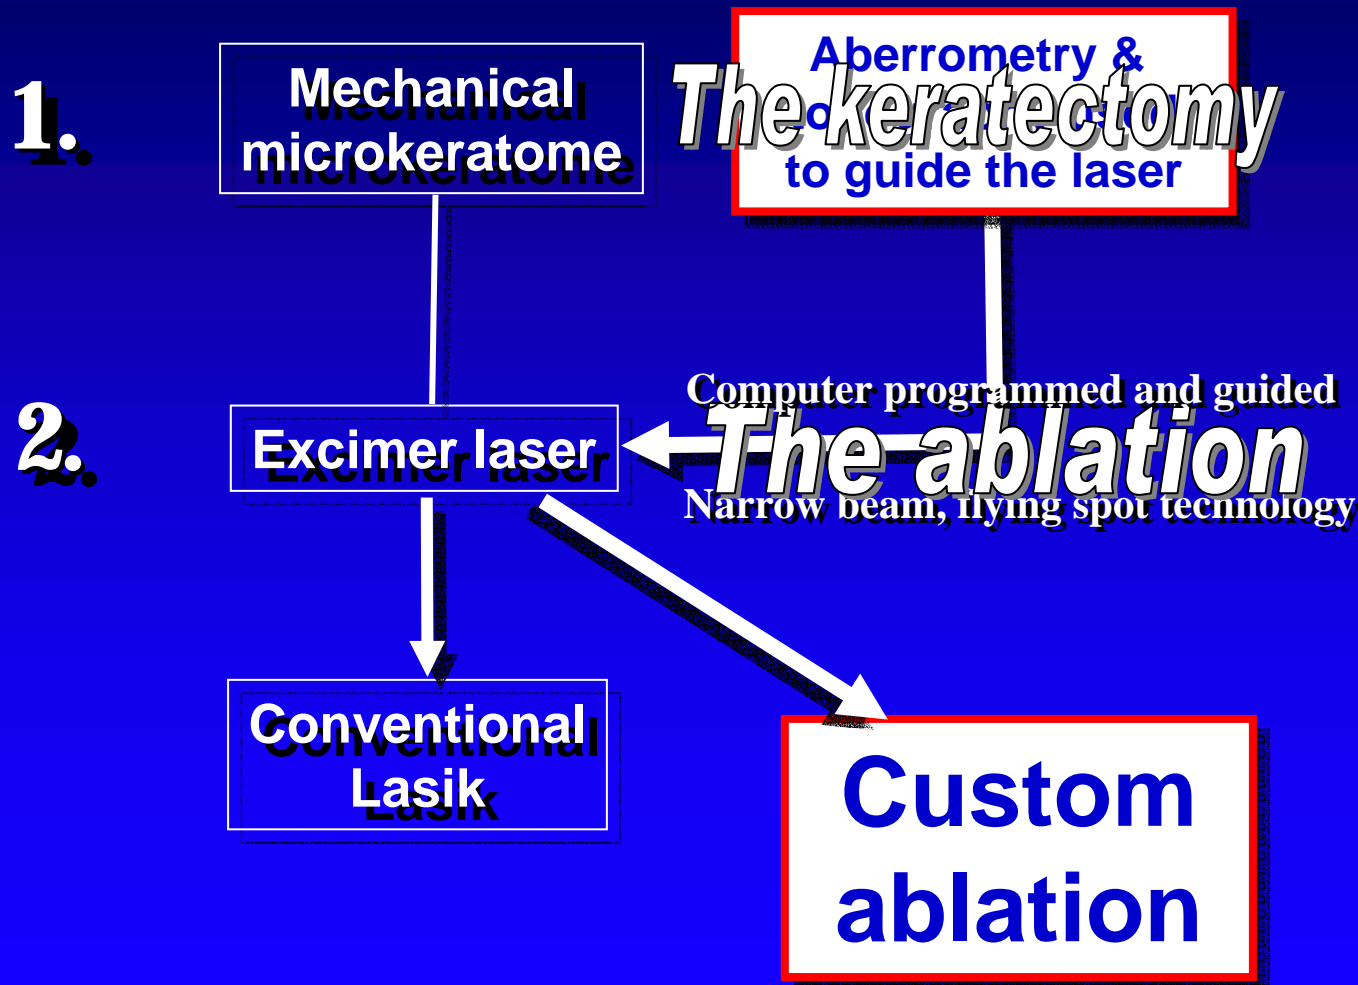 1.
Mechanical
microkeratome
Aberrometry &
to guide the laser
The keratectomy
2.
Excimer laser
Computer programmed and guided
The ablation
Narrow beam, flying spot technology
Conventional
Lasik
Custom
ablation